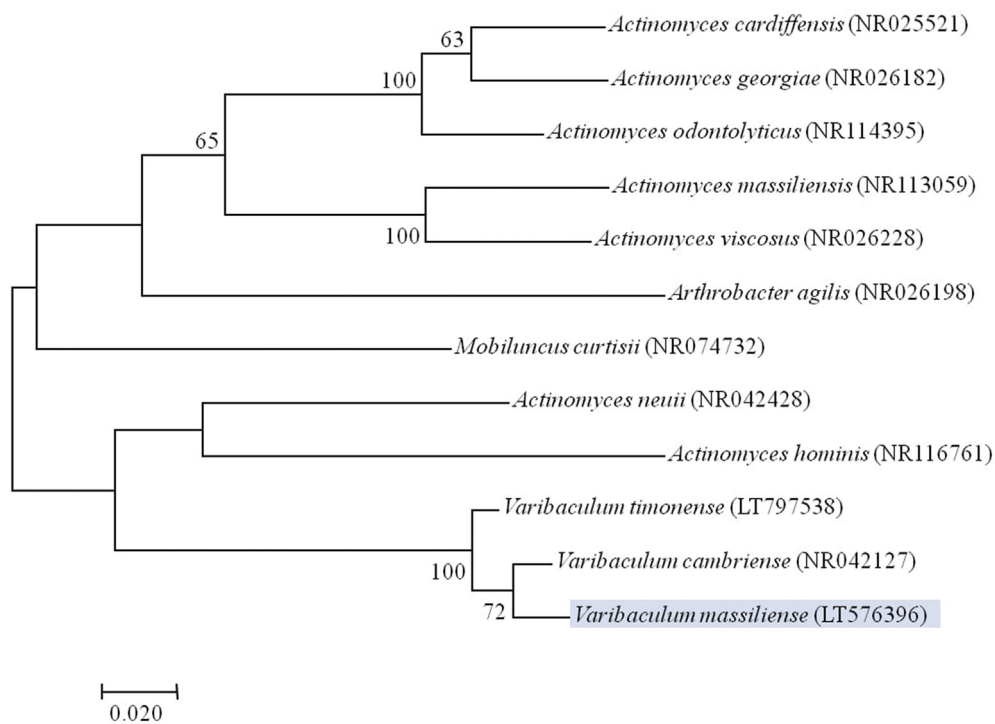 Actinomyces cardiffensis (NR025521)
63
Actinomyces georgiae (NR026182)
100
Actinomyces odontolyticus (NR114395)
65
Actinomyces massiliensis (NR113059)
100
Actinomyces viscosus (NR026228)
Arthrobacter agilis (NR026198)
Mobiluncus curtisii (NR074732)
Actinomyces neuii (NR042428)
Actinomyces hominis (NR116761)
Varibaculum timonense (LT797538)
Varibaculum cambriense (NR042127)
100
72
Varibaculum massiliense (LT576396)
0.020